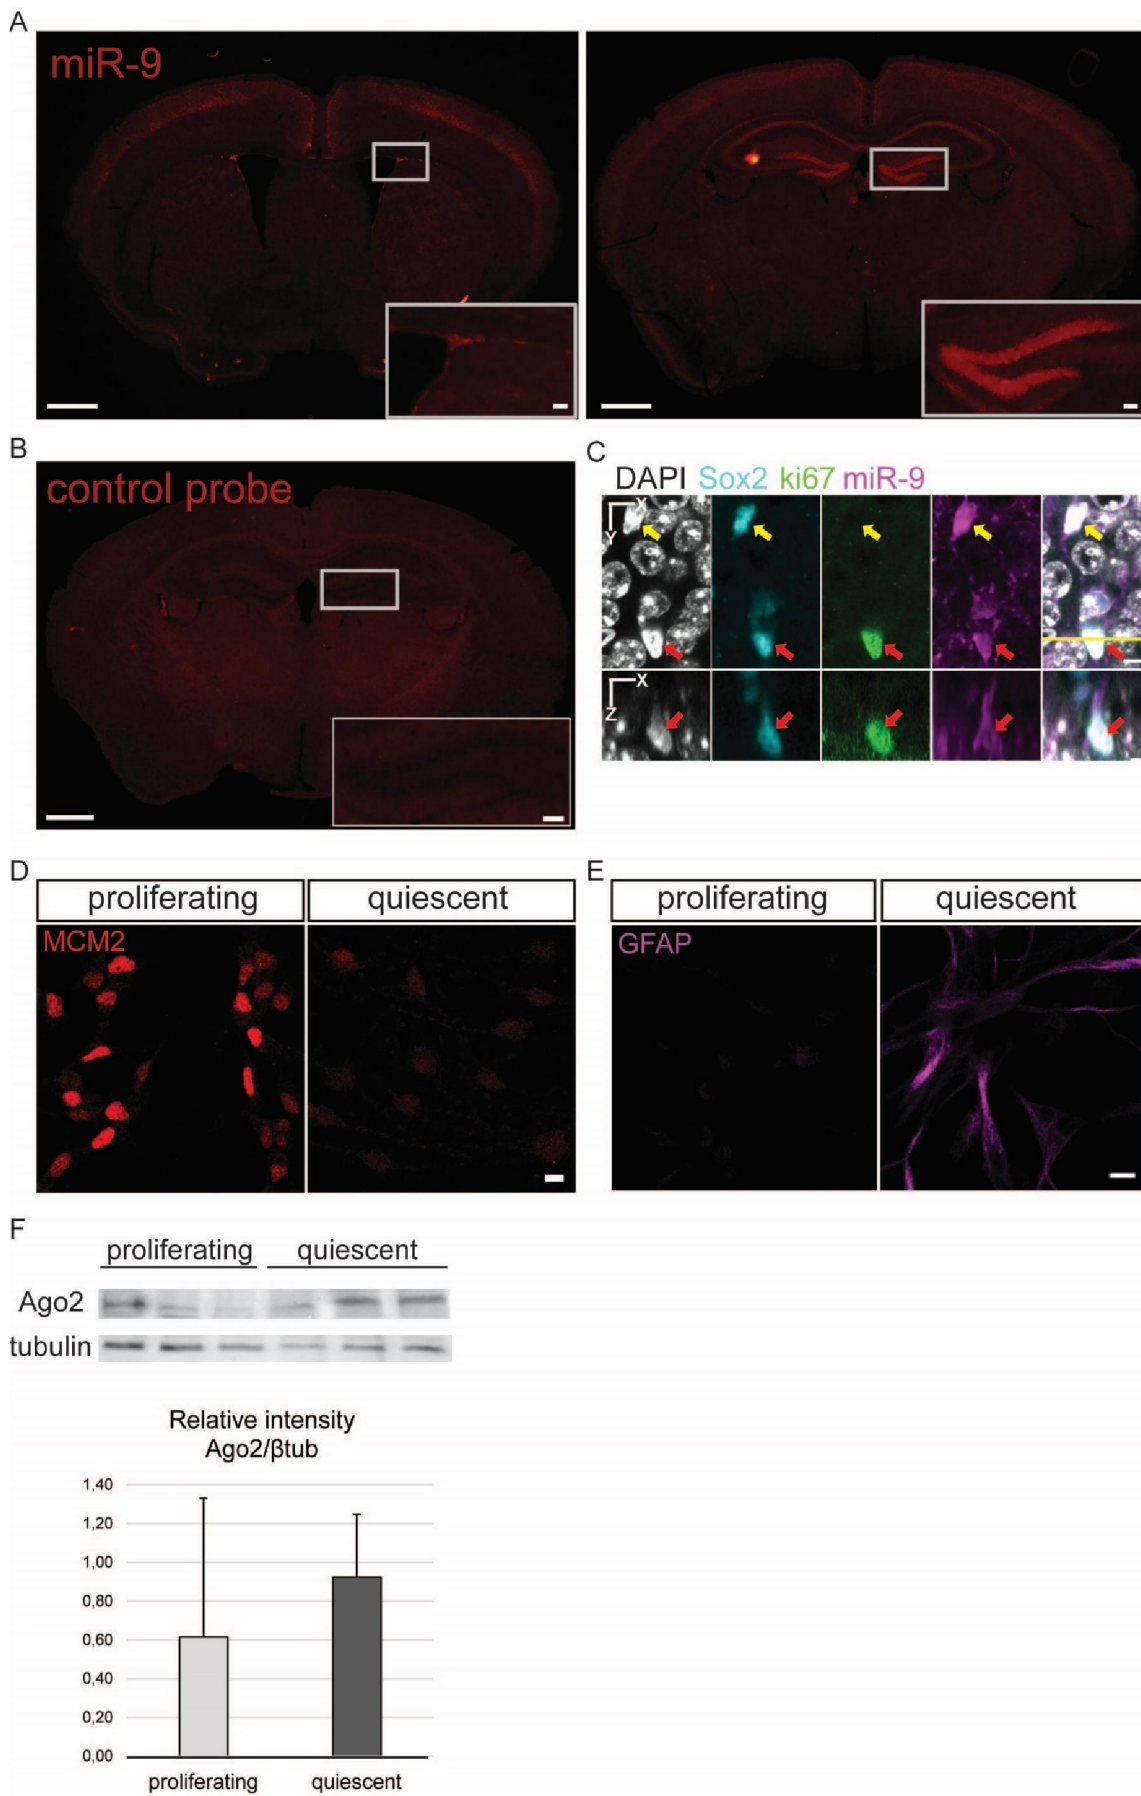 A
miR-9
B
control probe
C
DAPI Sox2 ki67 miR-9
X
Y
X
Z
D
proliferating quiescent
MCM2
E
proliferating quiescent
GFAP
F
proliferating quiescent
Ago2
tubulin
Relative intensity
Ago2/βtub
1,40
1,20
1,00
0,80
0,60
0,40
0,20
0,00
proliferating quiescent